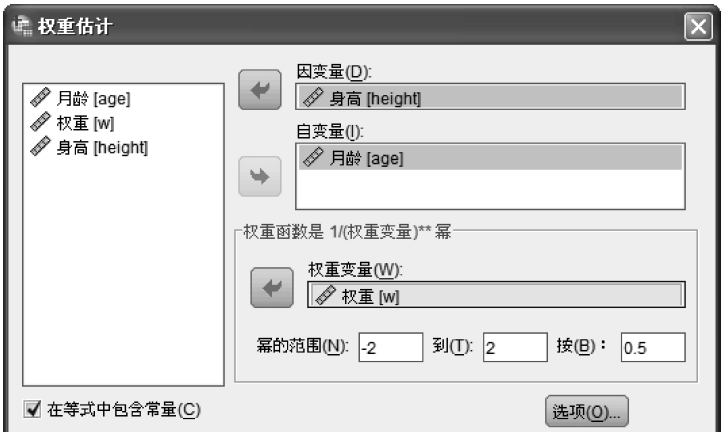 权重估计
月龄 [age]
权重 [w]
身高 [height]
因变量(D):
身高 [height]
自变量(I):
月龄 [age]
权重函数是 1/(权重变量)** 幂
权重变量(W):
权重 [w]
幂的范围(N): -2 到(T): 2 按(B)： 0.5
在等式中包含常量(C)
选项(O)...